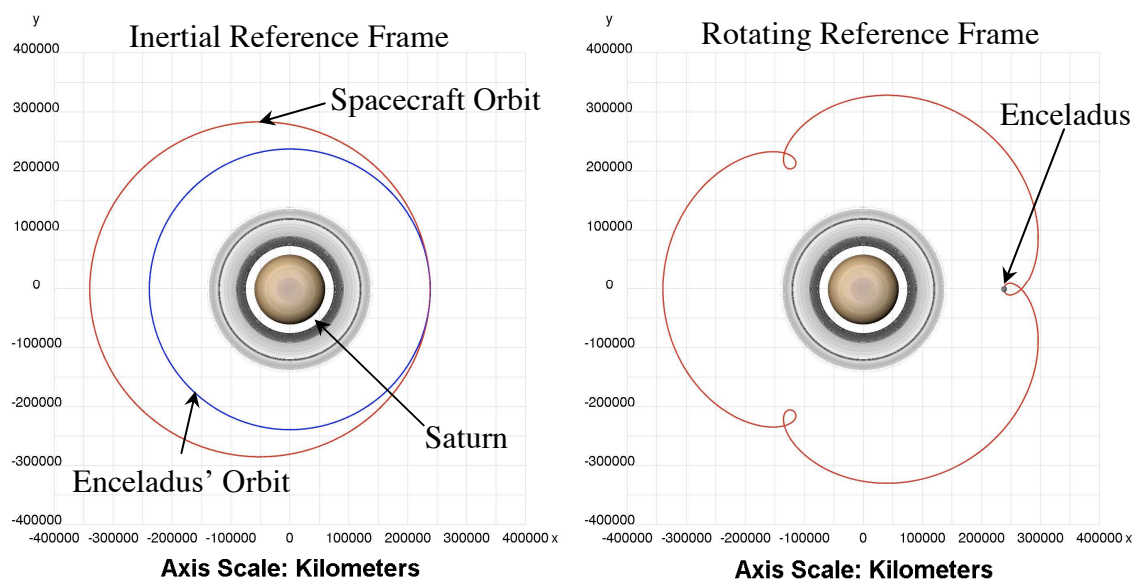 y
Inertial Reference Frame
400000
300000
200000
100000
0
-100000
-200000
-300000
-400000
Spacecraft Orbit
Saturn
Enceladus’ Orbit
-400000 -300000 -200000 -100000 0 100000 200000 300000 400000 x
Axis Scale: Kilometers
y
Rotating Reference Frame
400000
300000
200000
100000
0
-100000
-200000
-300000
-400000
Enceladus
-400000 -300000 -200000 -100000 0 100000 200000 300000 400000 x
Axis Scale: Kilometers